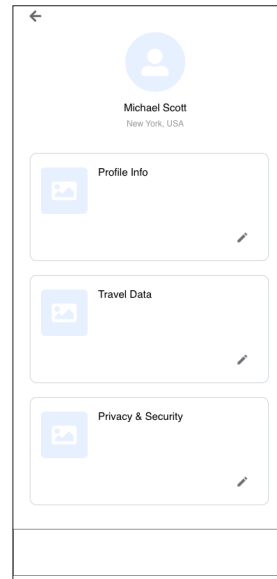 Michael Scott
New York, USA
Profile Info
Travel Data
Privacy & Security